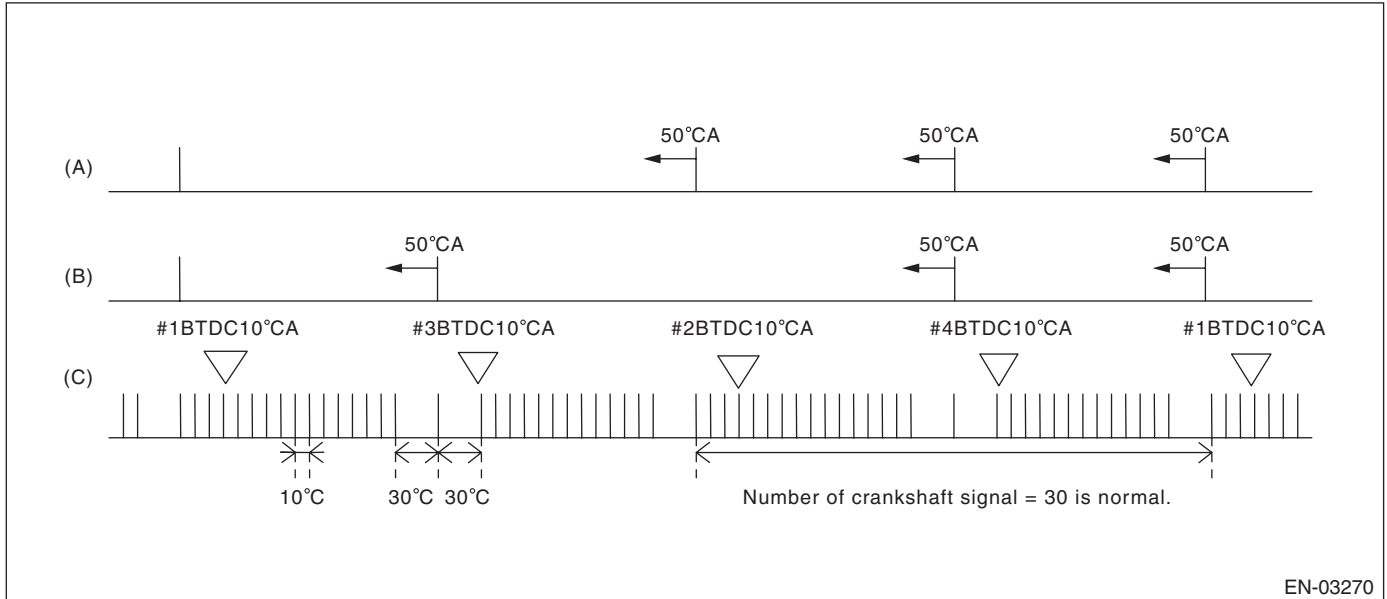 50°CA 50°CA 50°CA
(A)
50°CA 50°CA 50°CA
(B)
#1BTDC10°CA #3BTDC10°CA #2BTDC10°CA #4BTDC10°CA #1BTDC10°CA
(C)
10°C 30°C 30°C Number of crankshaft signal = 30 is normal.
EN-03270